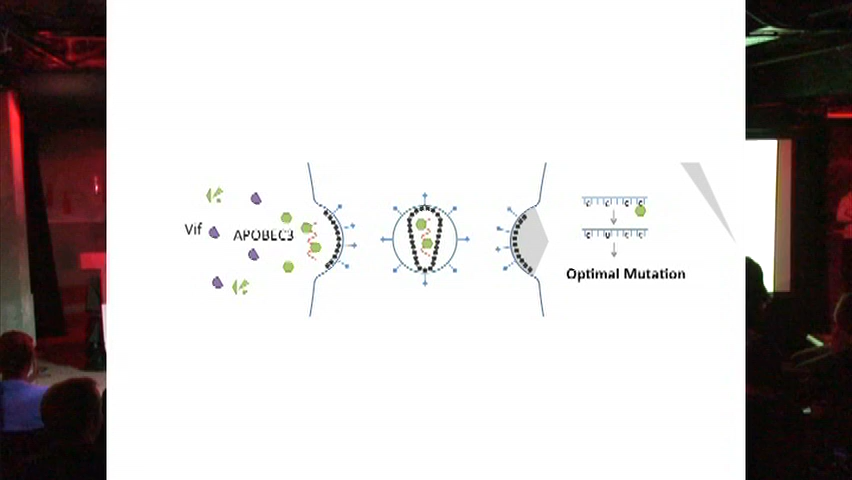 Vif
APOBEC3
C C C C
C U C C
Optimal Mutation